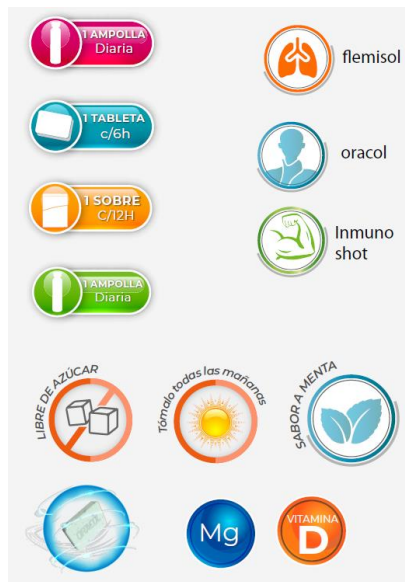 1 AMPOLLA
Diaria
flemisol
1 TABLETA
c/6h
oracol
1 SOBRE
C/12H
Inmuno
shot
1 AMPOLLA
Diaria
LIBRE DE AZÚCAR
Tómalo todas las mañanas
SABOR A MENTA
Mg
VITAMINA
D